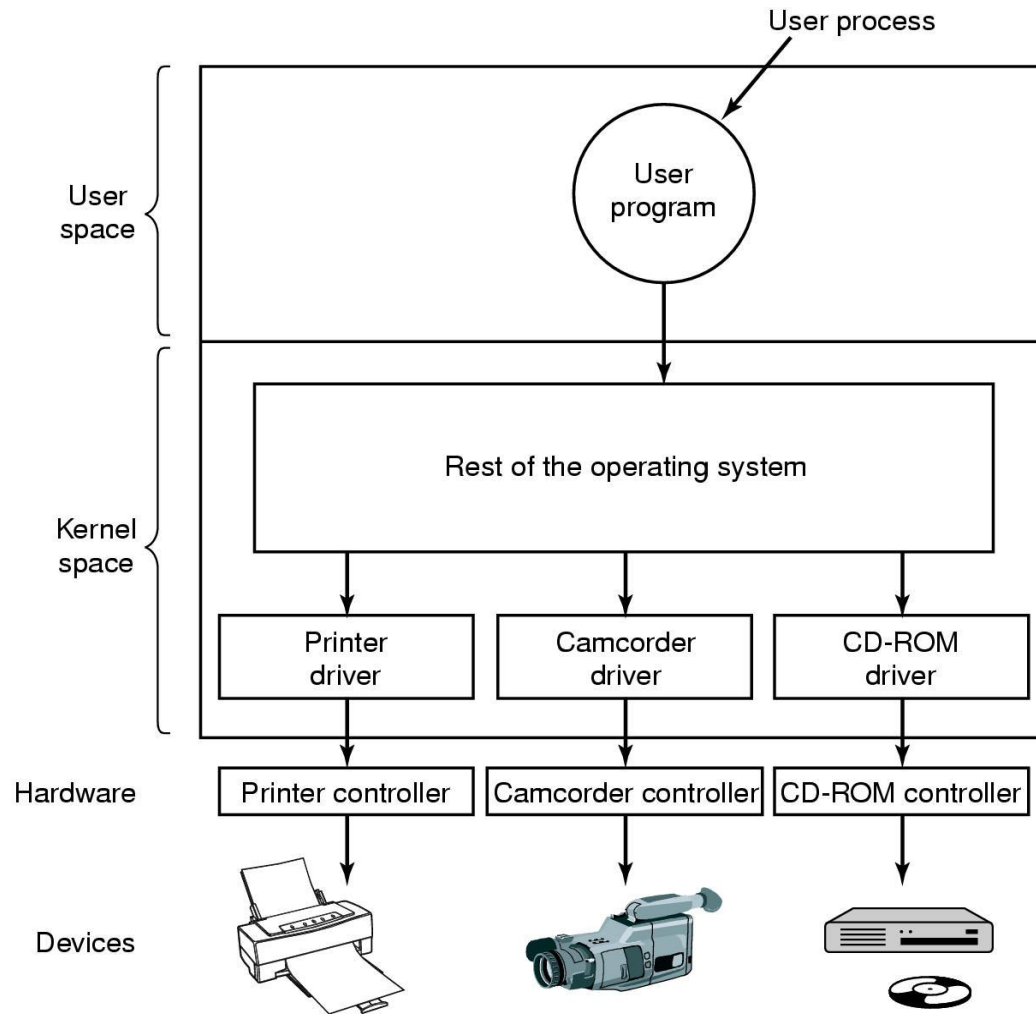 User process
User
program
User
space
Rest of the operating system
Kernel
space
Printer
driver
Camcorder
driver
CD-ROM
driver
Hardware
Printer controller
Camcorder controller
CD-ROM controller
Devices